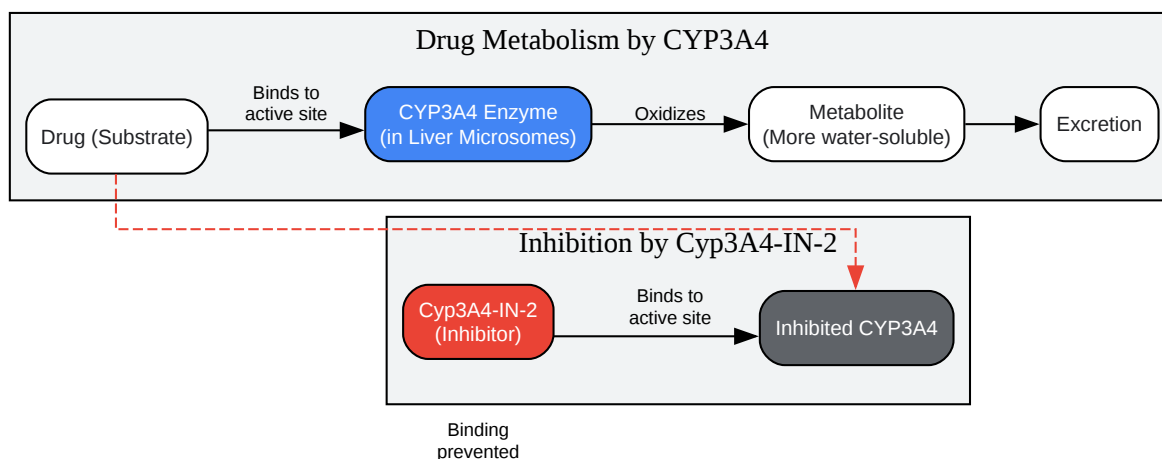 Drug Metabolism by CYP3A4
Binds to
active site
Drug (Substrate)
CYP3A4 Enzyme
(in Liver Microsomes)
Oxidizes
Metabolite
(More water-soluble)
Excretion
Inhibition by Cyp3A4-IN-2
Cyp3A4-IN-2
(Inhibitor)
Binds to
active site
Inhibited CYP3A4
Binding
prevented